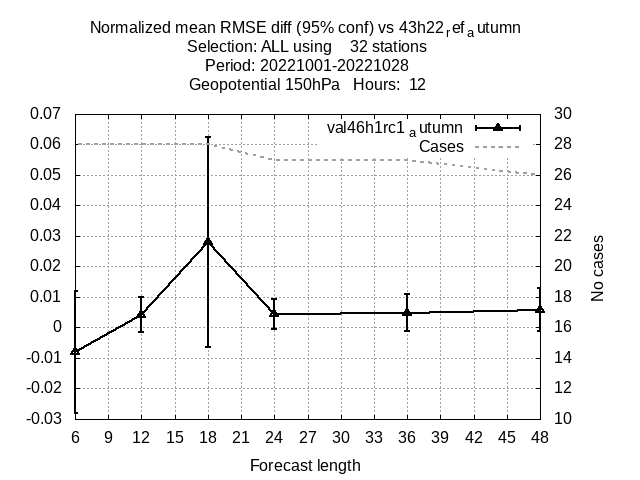 Normalized mean RMSE diff (95% conf) vs 43h22ref autumn
Selection: ALL using 32 stations
Period: 20221001-20221028
Geopotential 150hPa Hours: 12
0.07
0.06
0.05
0.04
0.03
0.02
0.01
0
-0.01
-0.02
-0.03
val46h1rc1autumn
Cases
30
28
26
24
22
20
18
16
14
12
10
No cases
6 9 12 15 18 21 24 27 30 33 36 39 42 45 48
Forecast length